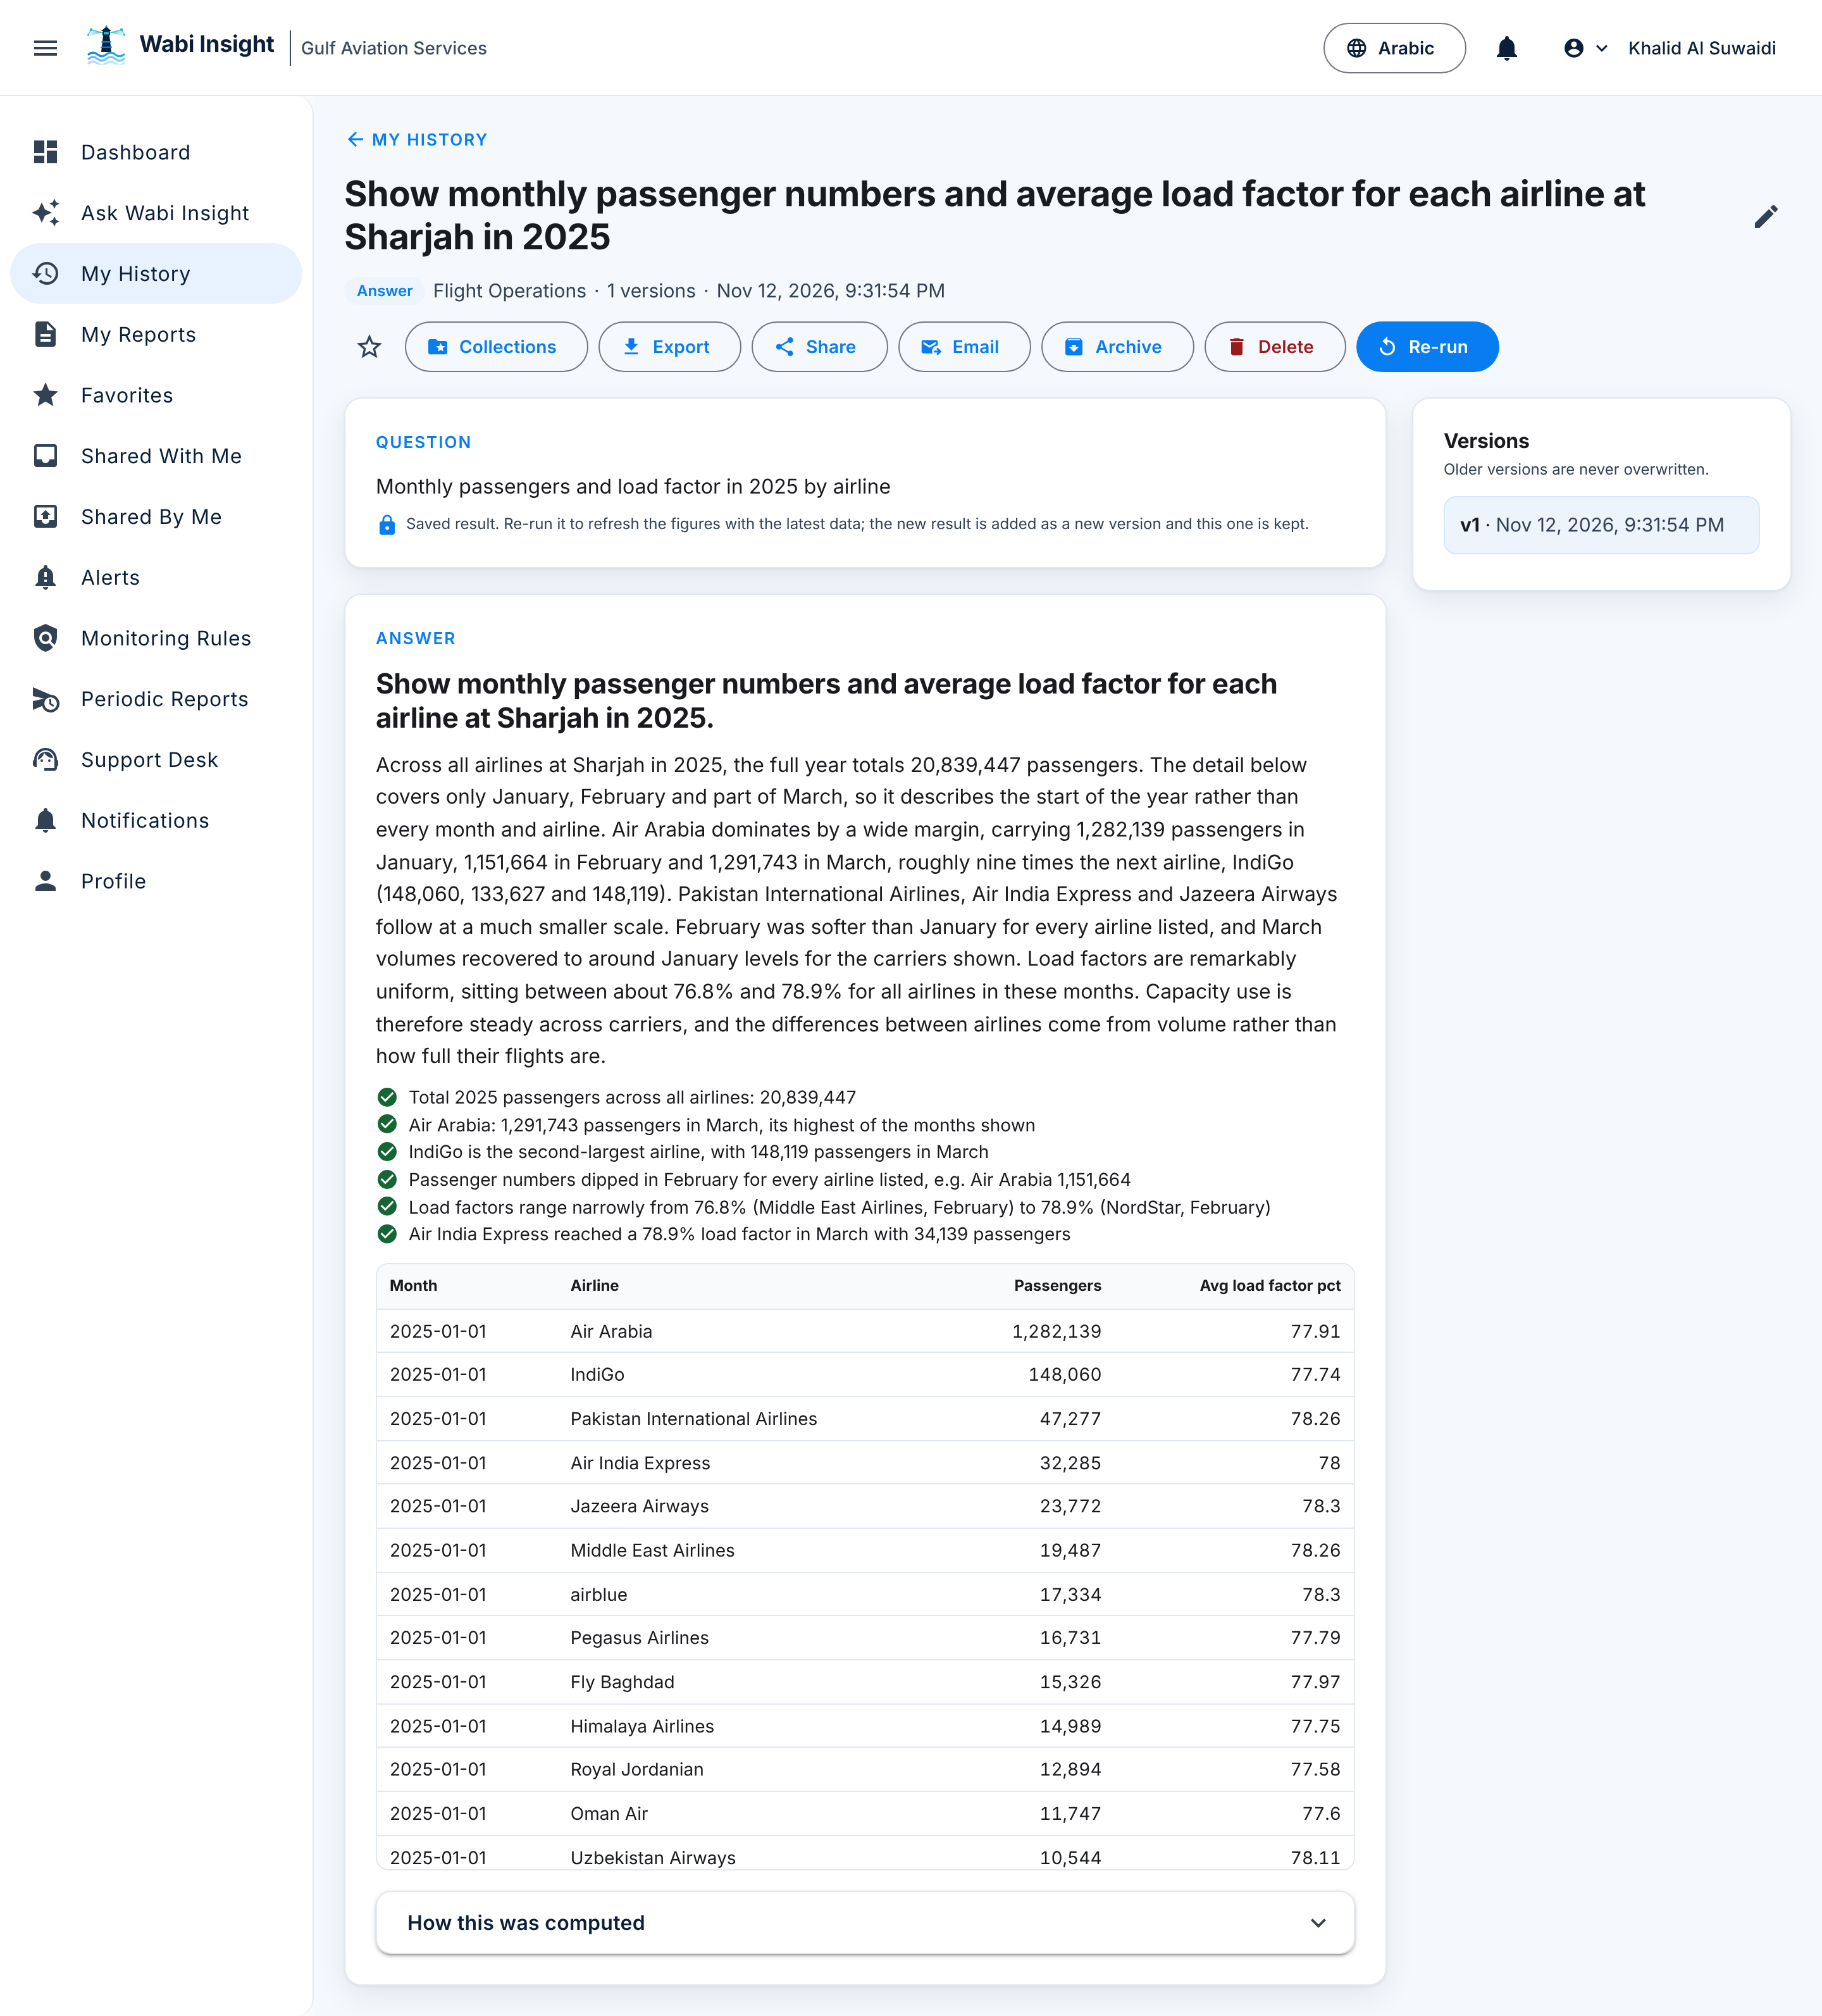 Wabi Insight
Gulf Aviation Services
Arabic
Khalid Al Suwaidi
Dashboard
Ask Wabi Insight
My History
My Reports
Favorites
Shared With Me
Shared By Me
Alerts
Monitoring Rules
Periodic Reports
Support Desk
Notifications
Profile
MY HISTORY
Show monthly passenger numbers and average load factor for each airline at
Sharjah in 2025
Answer Flight Operations · 1 versions · Nov 12, 2026, 9:31:54 PM
Collections
Export
Share
Email
Archive
Delete
Re-run
QUESTION
Monthly passengers and load factor in 2025 by airline
Saved result. Re-run it to refresh the figures with the latest data; the new result is added as a new version and this one is kept.
Versions
Older versions are never overwritten.
v1 · Nov 12, 2026, 9:31:54 PM
ANSWER
Show monthly passenger numbers and average load factor for each
airline at Sharjah in 2025.
Across all airlines at Sharjah in 2025, the full year totals 20,839,447 passengers. The detail below
covers only January, February and part of March, so it describes the start of the year rather than
every month and airline. Air Arabia dominates by a wide margin, carrying 1,282,139 passengers in
January, 1,151,664 in February and 1,291,743 in March, roughly nine times the next airline, IndiGo
(148,060, 133,627 and 148,119). Pakistan International Airlines, Air India Express and Jazeera Airways
follow at a much smaller scale. February was softer than January for every airline listed, and March
volumes recovered to around January levels for the carriers shown. Load factors are remarkably
uniform, sitting between about 76.8% and 78.9% for all airlines in these months. Capacity use is
therefore steady across carriers, and the differences between airlines come from volume rather than
how full their flights are.
Total 2025 passengers across all airlines: 20,839,447
Air Arabia: 1,291,743 passengers in March, its highest of the months shown
IndiGo is the second-largest airline, with 148,119 passengers in March
Passenger numbers dipped in February for every airline listed, e.g. Air Arabia 1,151,664
Load factors range narrowly from 76.8% (Middle East Airlines, February) to 78.9% (NordStar, February)
Air India Express reached a 78.9% load factor in March with 34,139 passengers
Month Airline Passengers Avg load factor pct
2025-01-01 Air Arabia 1,282,139 77.91
2025-01-01 IndiGo 148,060 77.74
2025-01-01 Pakistan International Airlines 47,277 78.26
2025-01-01 Air India Express 32,285 78
2025-01-01 Jazeera Airways 23,772 78.3
2025-01-01 Middle East Airlines 19,487 78.26
2025-01-01 airblue 17,334 78.3
2025-01-01 Pegasus Airlines 16,731 77.79
2025-01-01 Fly Baghdad 15,326 77.97
2025-01-01 Himalaya Airlines 14,989 77.75
2025-01-01 Royal Jordanian 12,894 77.58
2025-01-01 Oman Air 11,747 77.6
2025-01-01 Uzbekistan Airways 10,544 78.11
How this was computed